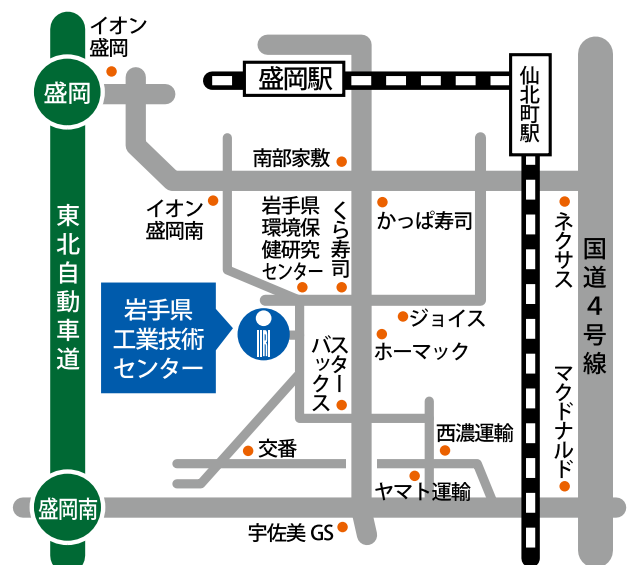 イオン
盛岡
盛岡
盛岡駅
仙北町駅
南部家敷
イオン
盛岡南
岩手県
環境保
健研究
センター
くら寿司
かっぱ寿司
ネクサス
国道4号線
東北自動車道
岩手県
工業技術
センター
IIRI
ジョイス
ホーマック
スター
バックス
マクドナルド
交番
西濃運輸
ヤマト運輸
盛岡南
宇佐美 GS